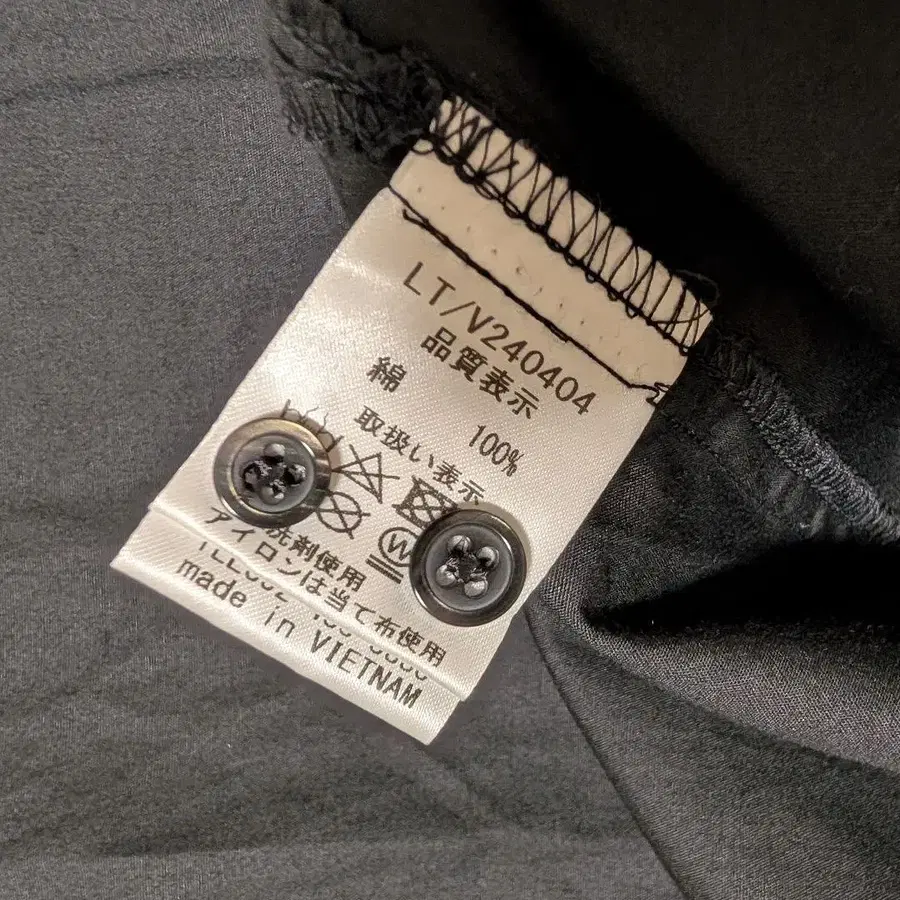 LT/V240404
品質表示
綿 100%
取扱い表示
W
洗剤使用
アイロンは当て布使用
made in VIETNAM